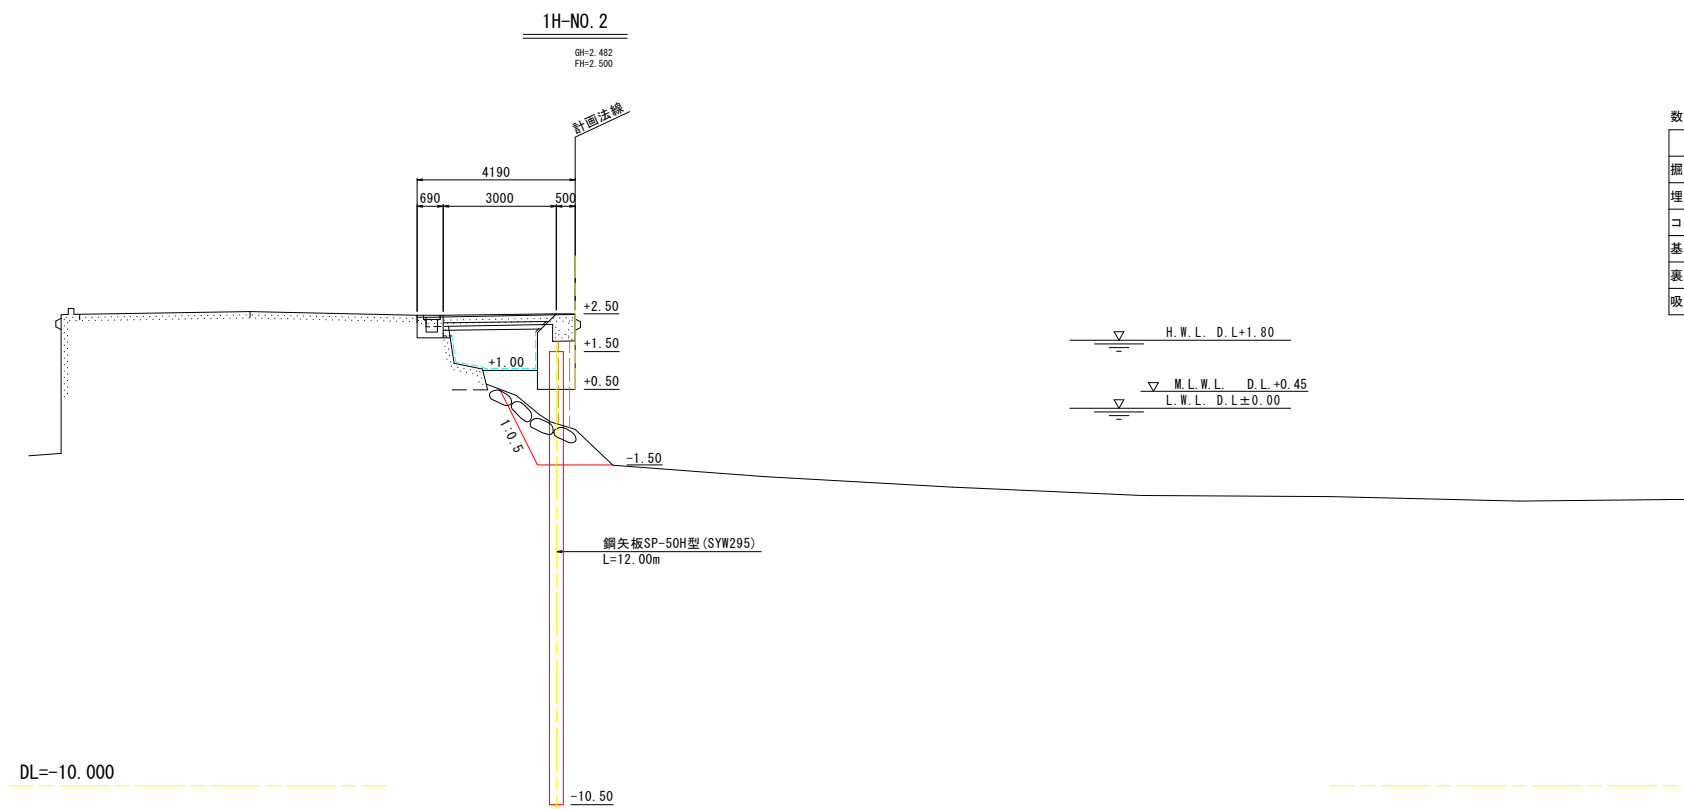 1H-NO.2
GH=2.482
FH=2.500
計画法線
4190
690 3000 500
+2.50
+1.50
+1.00
+0.50
1:0.5
-1.50
鋼矢板SP-50H型(SYW295)
L=12.00m
-10.50
DL=-10.000
H.W.L. D.L+1.80
M.L.W.L. D.L.+0.45
L.W.L. D.L±0.00
数
掘
埋
コ
基
裏
吸